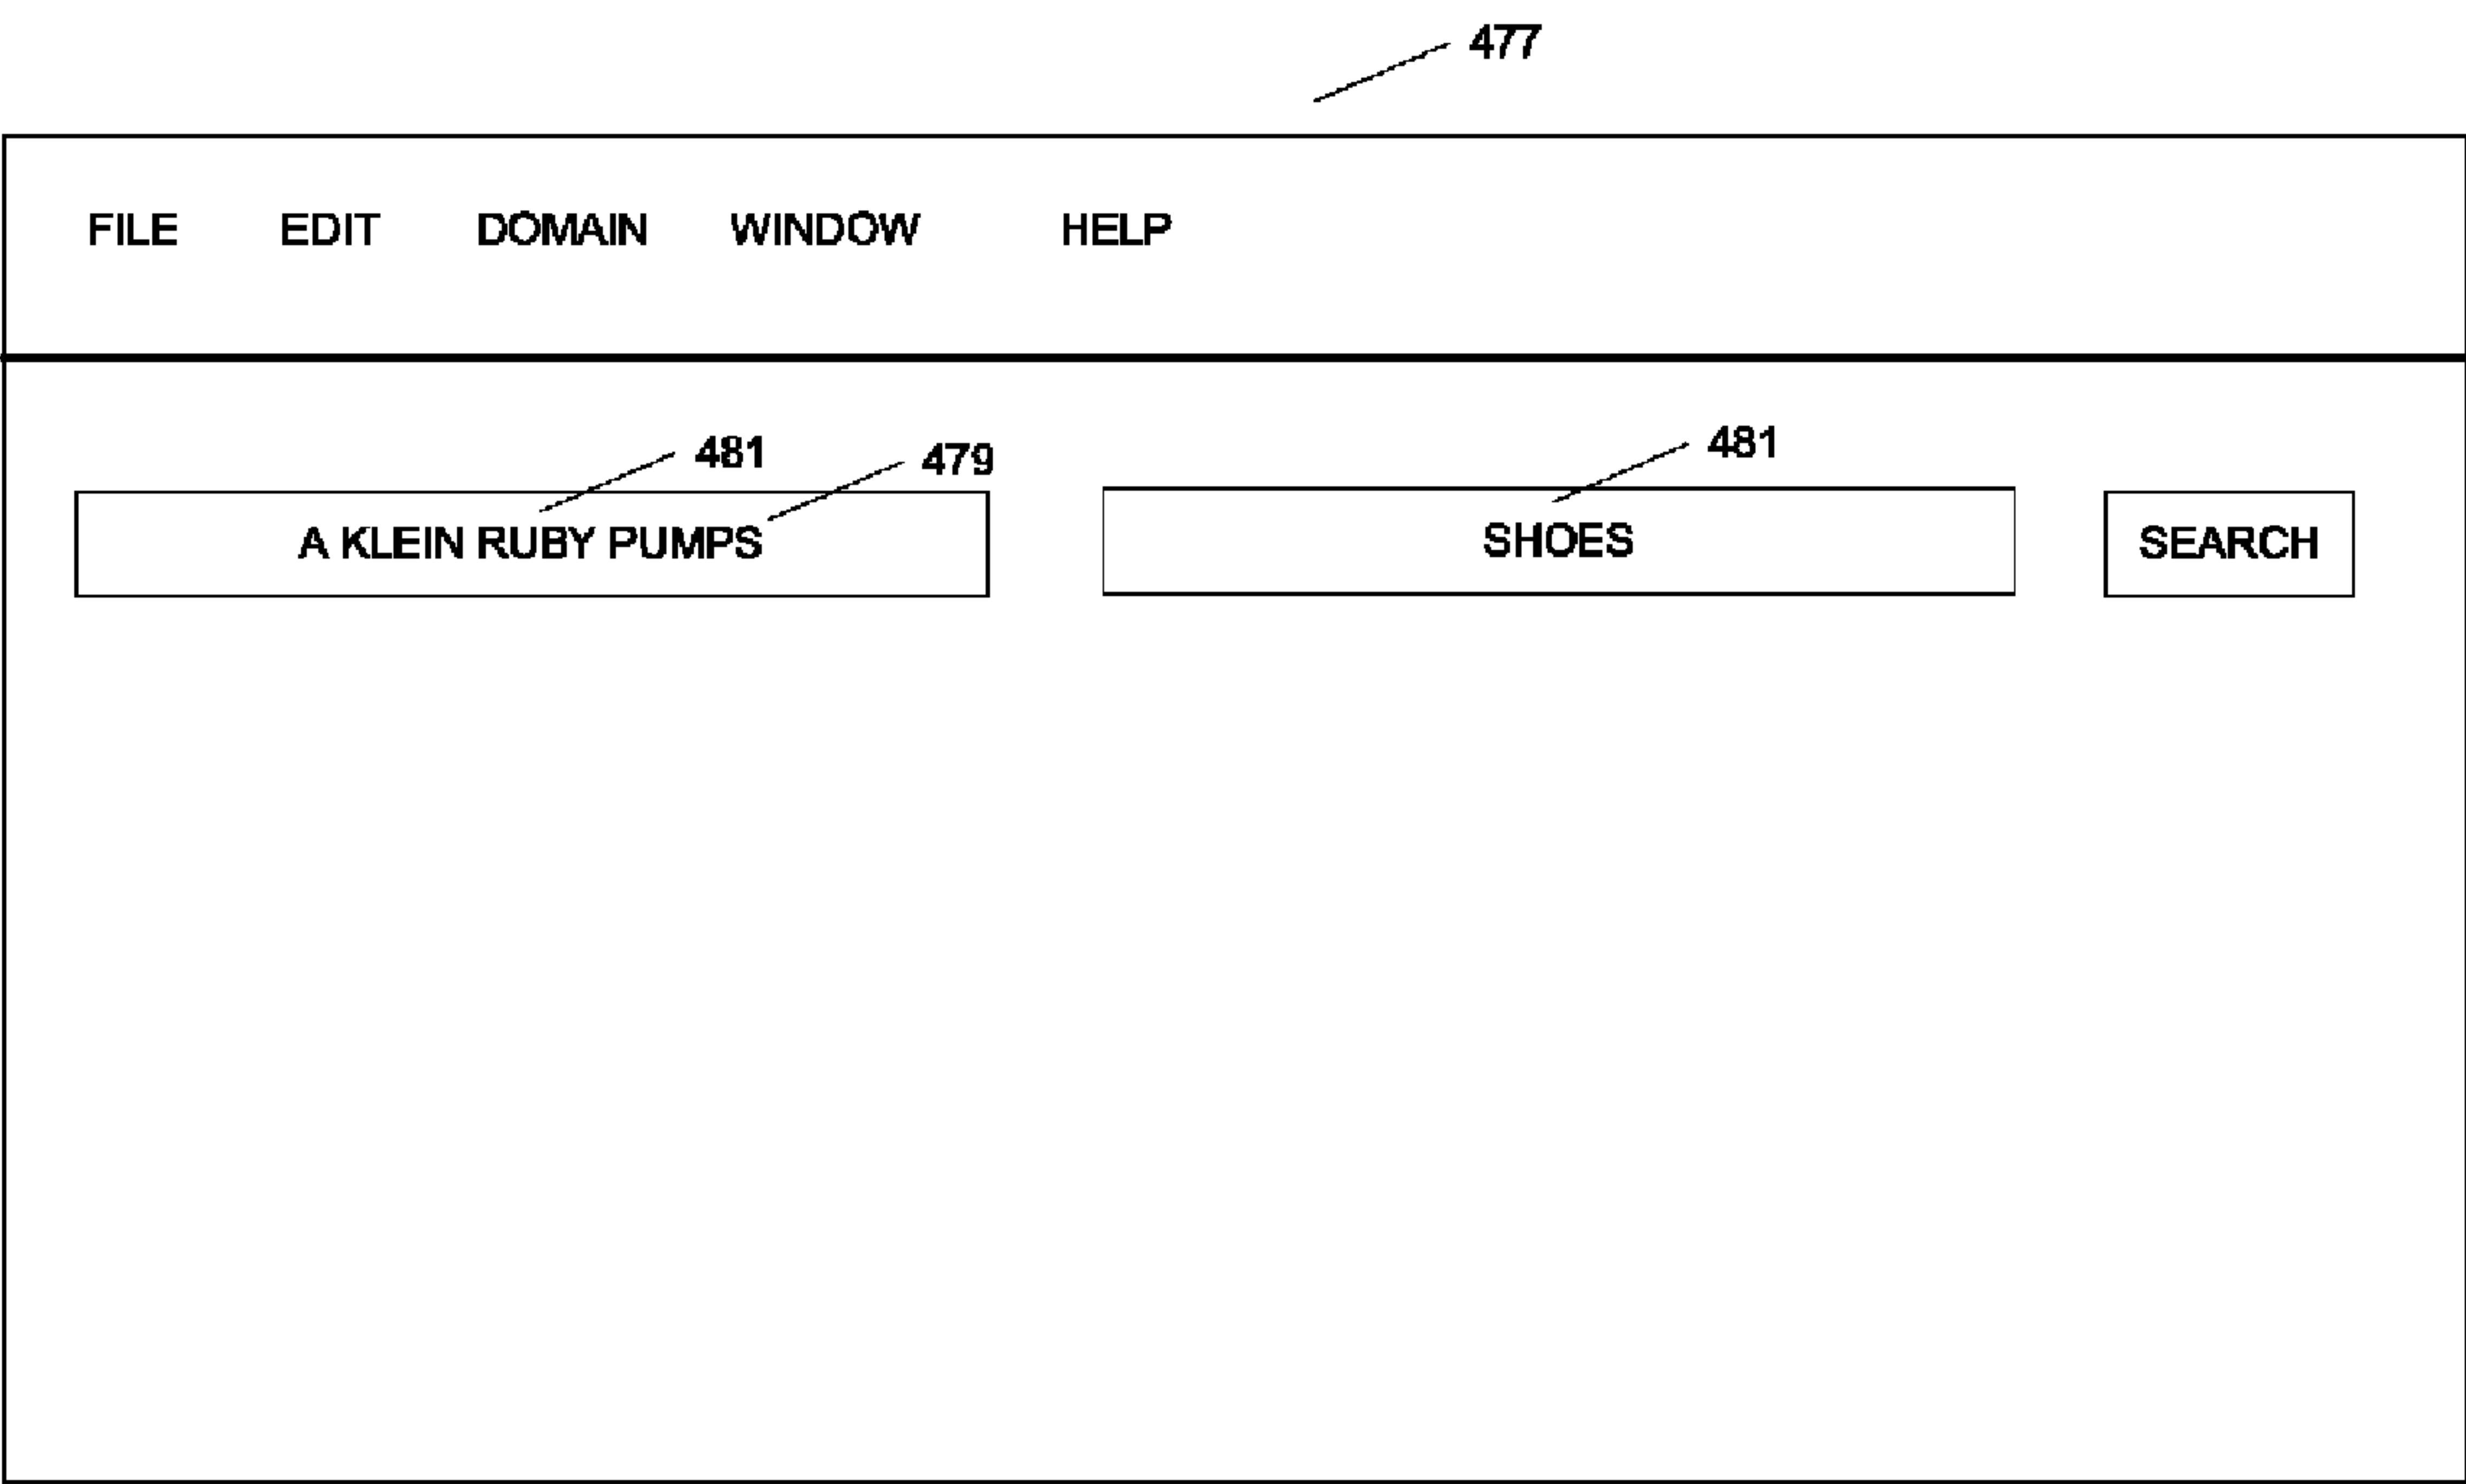 477
FILE EDIT DOMAIN WINDOW HELP
481 479 481
A KLEIN RUBY PUMPS SHOES SEARCH